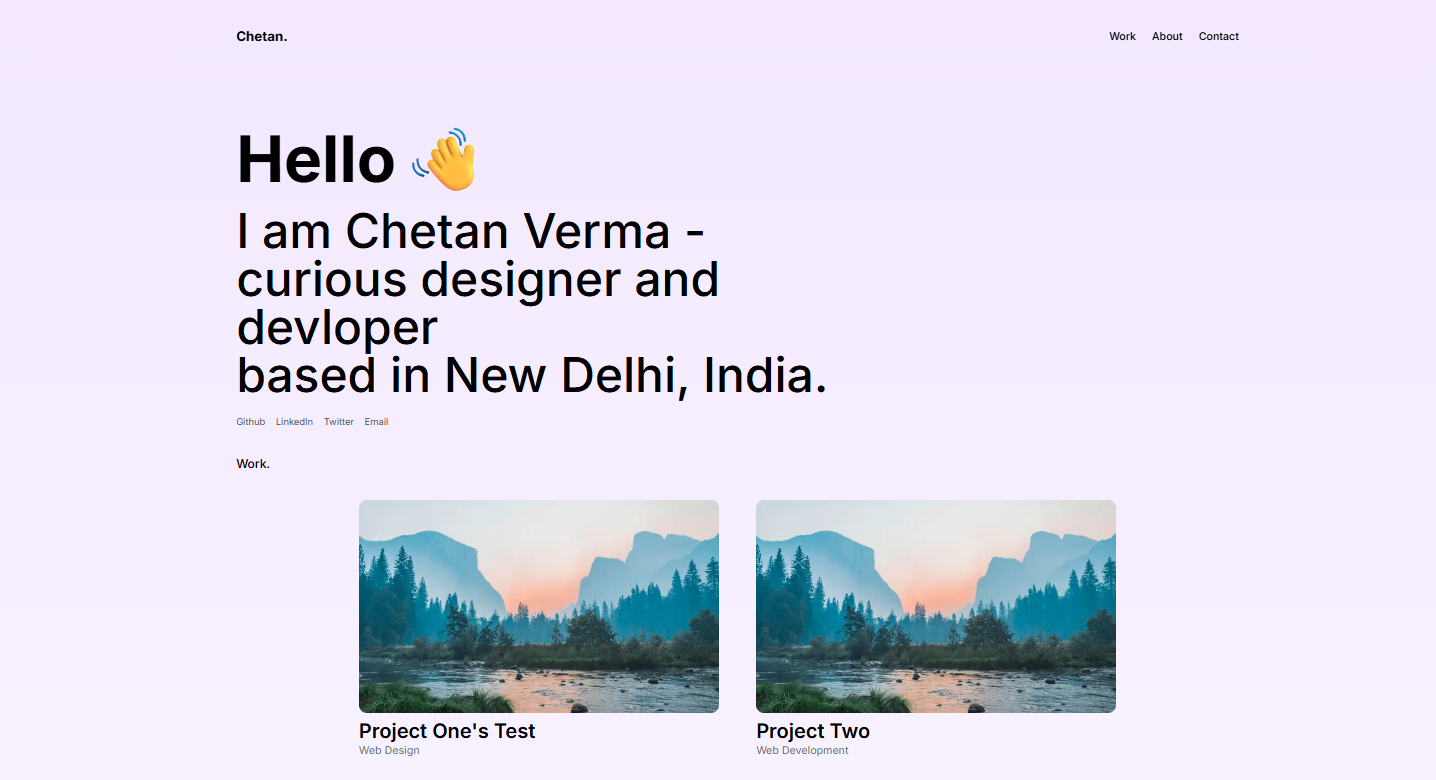 Chetan.
Work About Contact
Hello 👋
I am Chetan Verma -
curious designer and
devloper
based in New Delhi, India.
Github LinkedIn Twitter Email
Work.
Project One's Test
Web Design
Project Two
Web Development